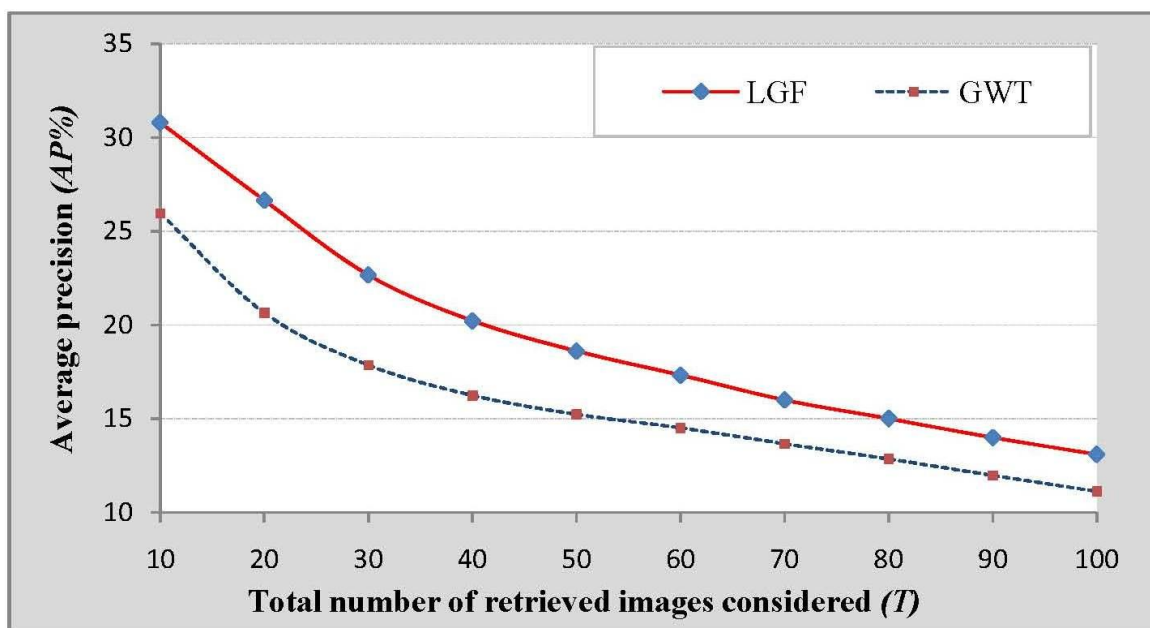 LGF GWT
35
30
25
20
15
10
Average precision (AP%)
10 20 30 40 50 60 70 80 90 100
Total number of retrieved images considered (T)